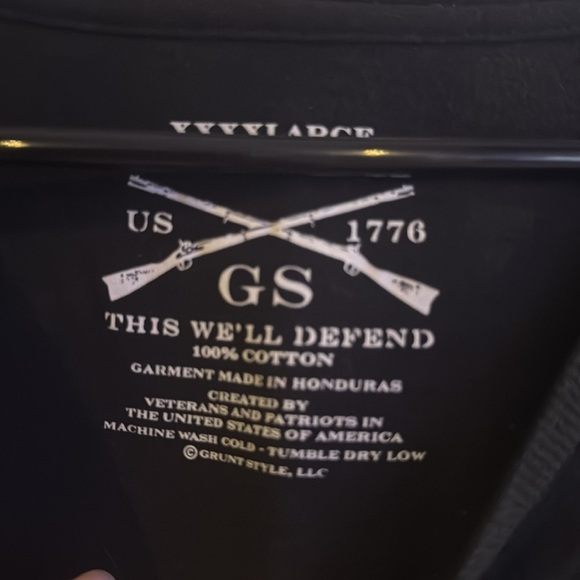 XXXXLARGE
US 1776
GS
THIS WE'LL DEFEND
100% COTTON
GARMENT MADE IN HONDURAS
CREATED BY
VETERANS AND PATRIOTS IN
THE UNITED STATES OF AMERICA
MACHINE WASH COLD - TUMBLE DRY LOW
©GRUNT STYLE, LLC